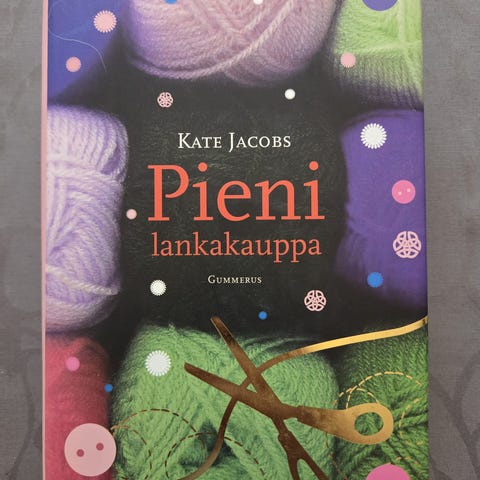 KATE JACOBS
Pieni
lankakauppa
GUMMERUS